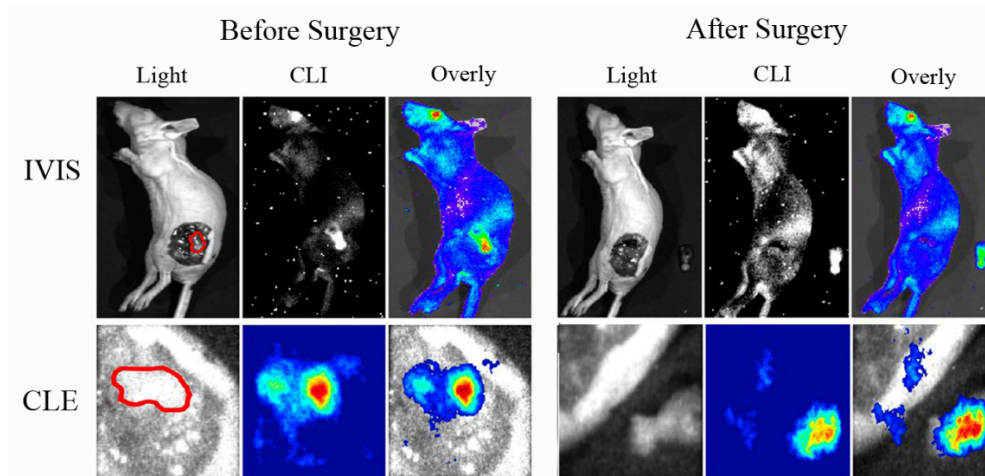 Before Surgery After Surgery
Light CLI Overly Light CLI Overly
IVIS
CLE